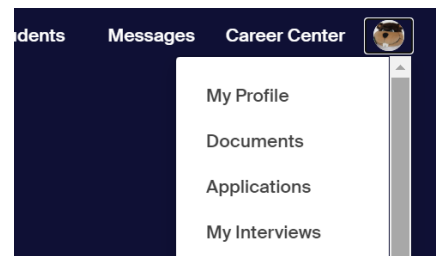 Messages Career Center
My Profile
Documents
Applications
My Interviews